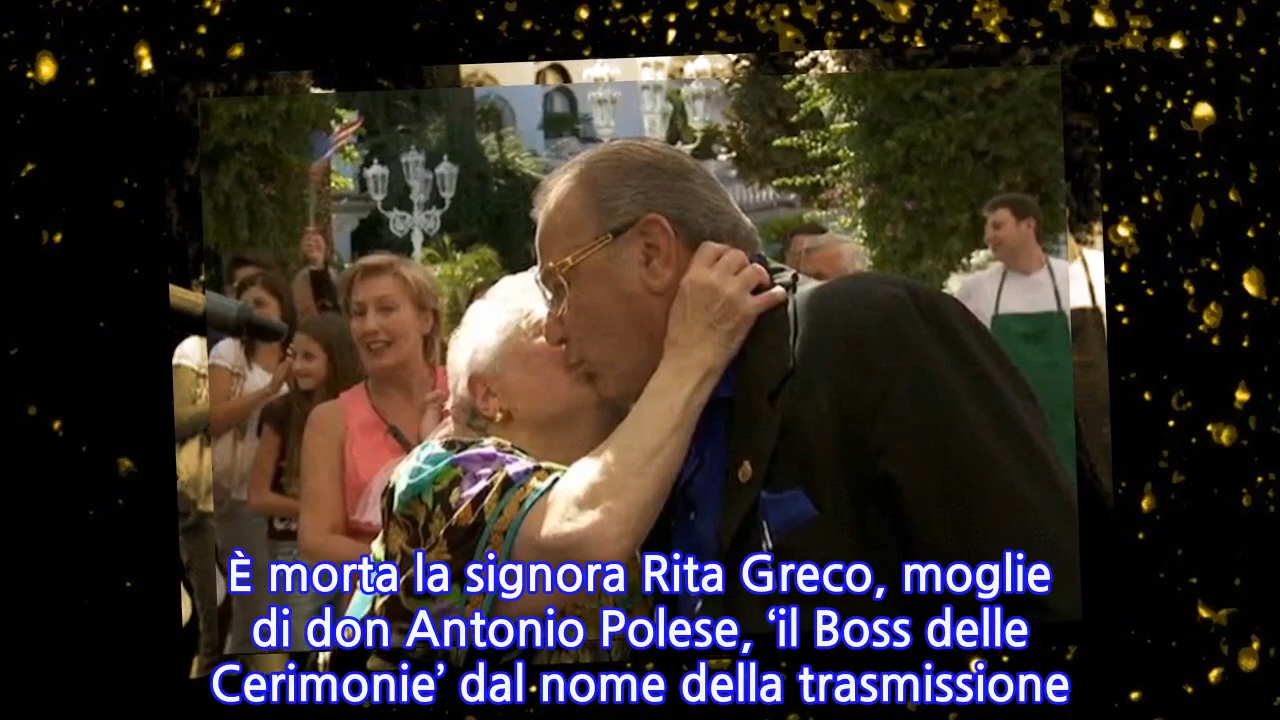 È morta la signora Rita Greco, moglie
di don Antonio Polese, ‘il Boss delle
Cerimonie’ dal nome della trasmissione